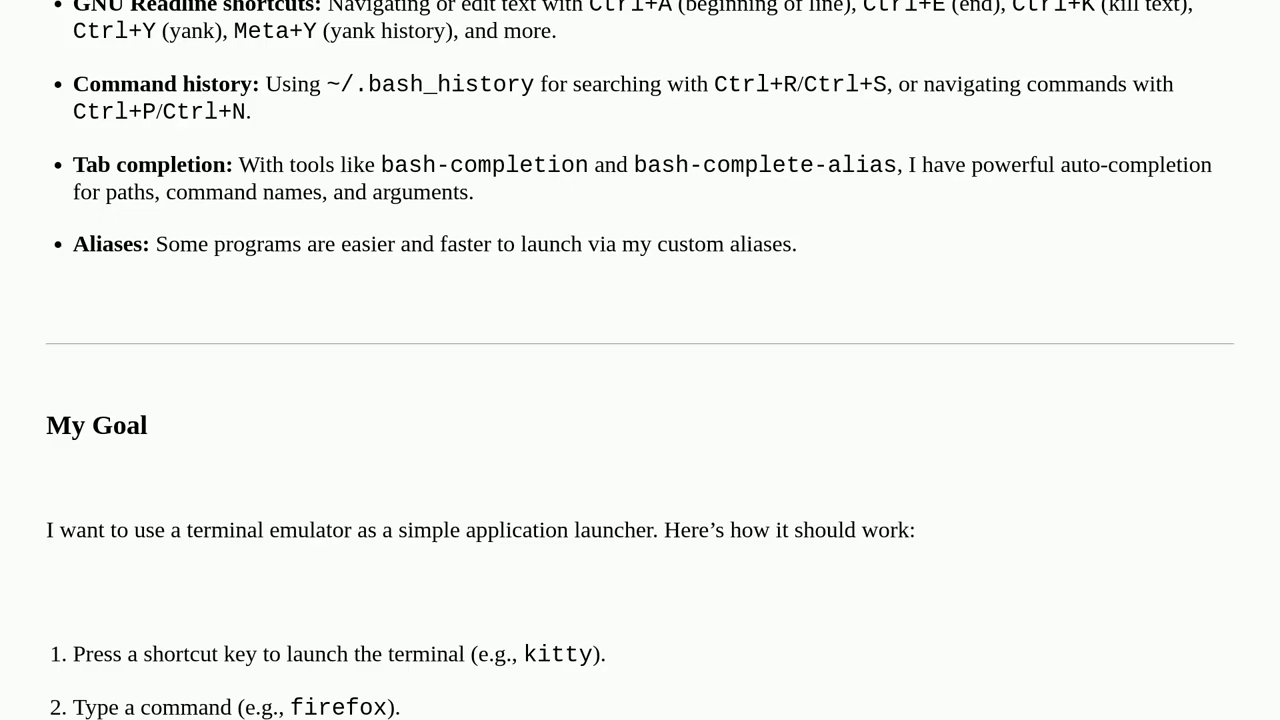 • GNU Readline shortcuts: Navigating or edit text with Ctrl+A (beginning of line), Ctrl+E (end), Ctrl+K (kill text),
Ctrl+Y (yank), Meta+Y (yank history), and more.
• Command history: Using ~/.bash_history for searching with Ctrl+R/Ctrl+S, or navigating commands with
Ctrl+P/Ctrl+N.
• Tab completion: With tools like bash-completion and bash-complete-alias, I have powerful auto-completion
for paths, command names, and arguments.
• Aliases: Some programs are easier and faster to launch via my custom aliases.
My Goal
I want to use a terminal emulator as a simple application launcher. Here’s how it should work:
1. Press a shortcut key to launch the terminal (e.g., kitty).
2. Type a command (e.g., firefox).